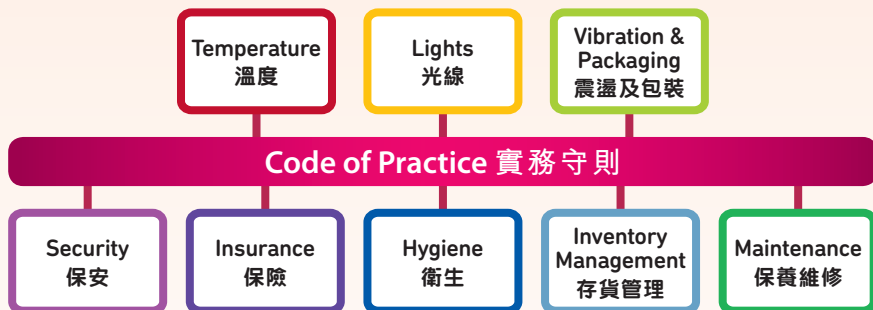 Temperature
溫度
Lights
光線
Vibration &
Packaging
震盪及包裝
Code of Practice 實務守則
Security
保安
Insurance
保險
Hygiene
衛生
Inventory
Management
存貨管理
Maintenance
保養維修